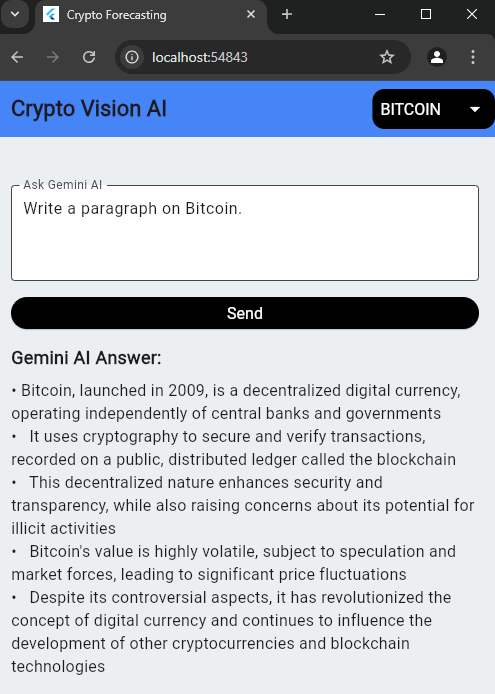 Crypto Forecasting
localhost:54843
Crypto Vision AI
BITCOIN
Ask Gemini AI
Write a paragraph on Bitcoin.
Send
Gemini AI Answer:
• Bitcoin, launched in 2009, is a decentralized digital currency,
operating independently of central banks and governments
•   It uses cryptography to secure and verify transactions,
recorded on a public, distributed ledger called the blockchain
•   This decentralized nature enhances security and
transparency, while also raising concerns about its potential for
illicit activities
•   Bitcoin's value is highly volatile, subject to speculation and
market forces, leading to significant price fluctuations
•   Despite its controversial aspects, it has revolutionized the
concept of digital currency and continues to influence the
development of other cryptocurrencies and blockchain
technologies